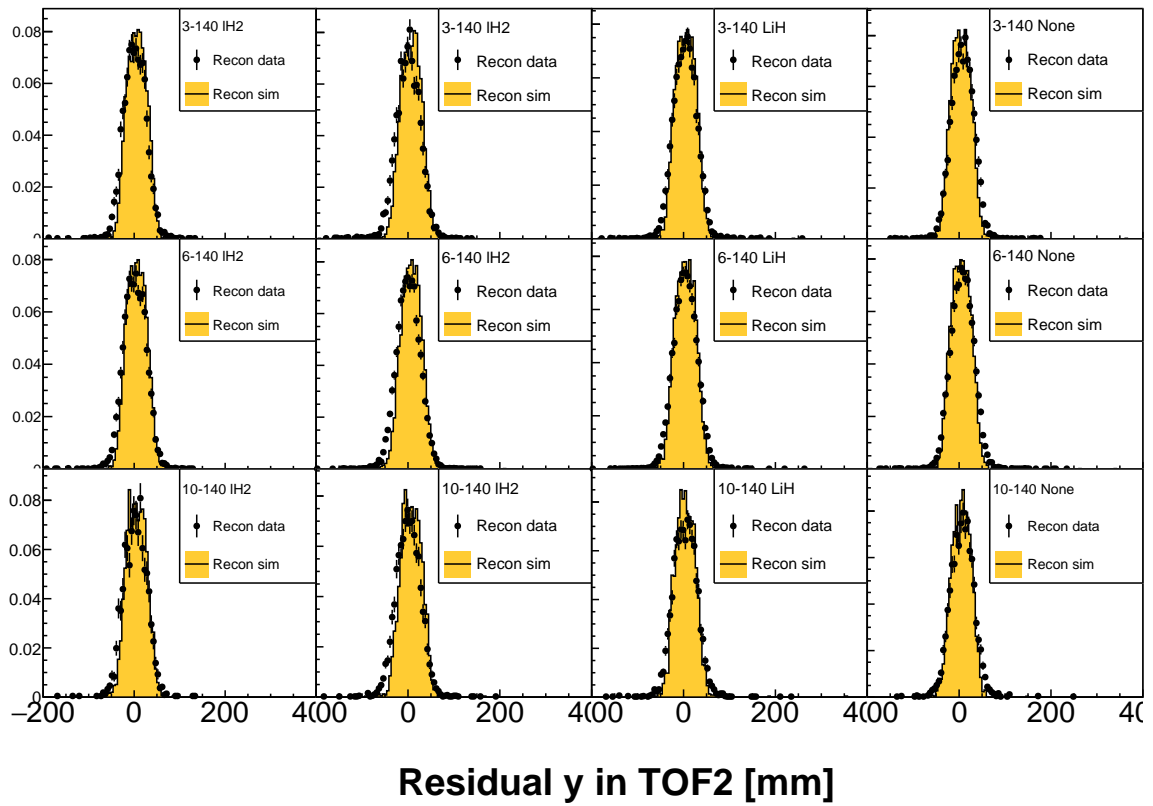 0.08
0.06
0.04
0.02
0
3-140 lH2
Recon data
Recon sim
3-140 lH2
Recon data
Recon sim
3-140 LiH
Recon data
Recon sim
3-140 None
Recon data
Recon sim
0.08
0.06
0.04
0.02
0
6-140 lH2
Recon data
Recon sim
6-140 lH2
Recon data
Recon sim
6-140 LiH
Recon data
Recon sim
6-140 None
Recon data
Recon sim
0.08
0.06
0.04
0.02
0
10-140 lH2
Recon data
Recon sim
10-140 lH2
Recon data
Recon sim
10-140 LiH
Recon data
Recon sim
10-140 None
Recon data
Recon sim
−200 0 200 400 0 200 400 0 200 400 0 200 40
Residual y in TOF2 [mm]